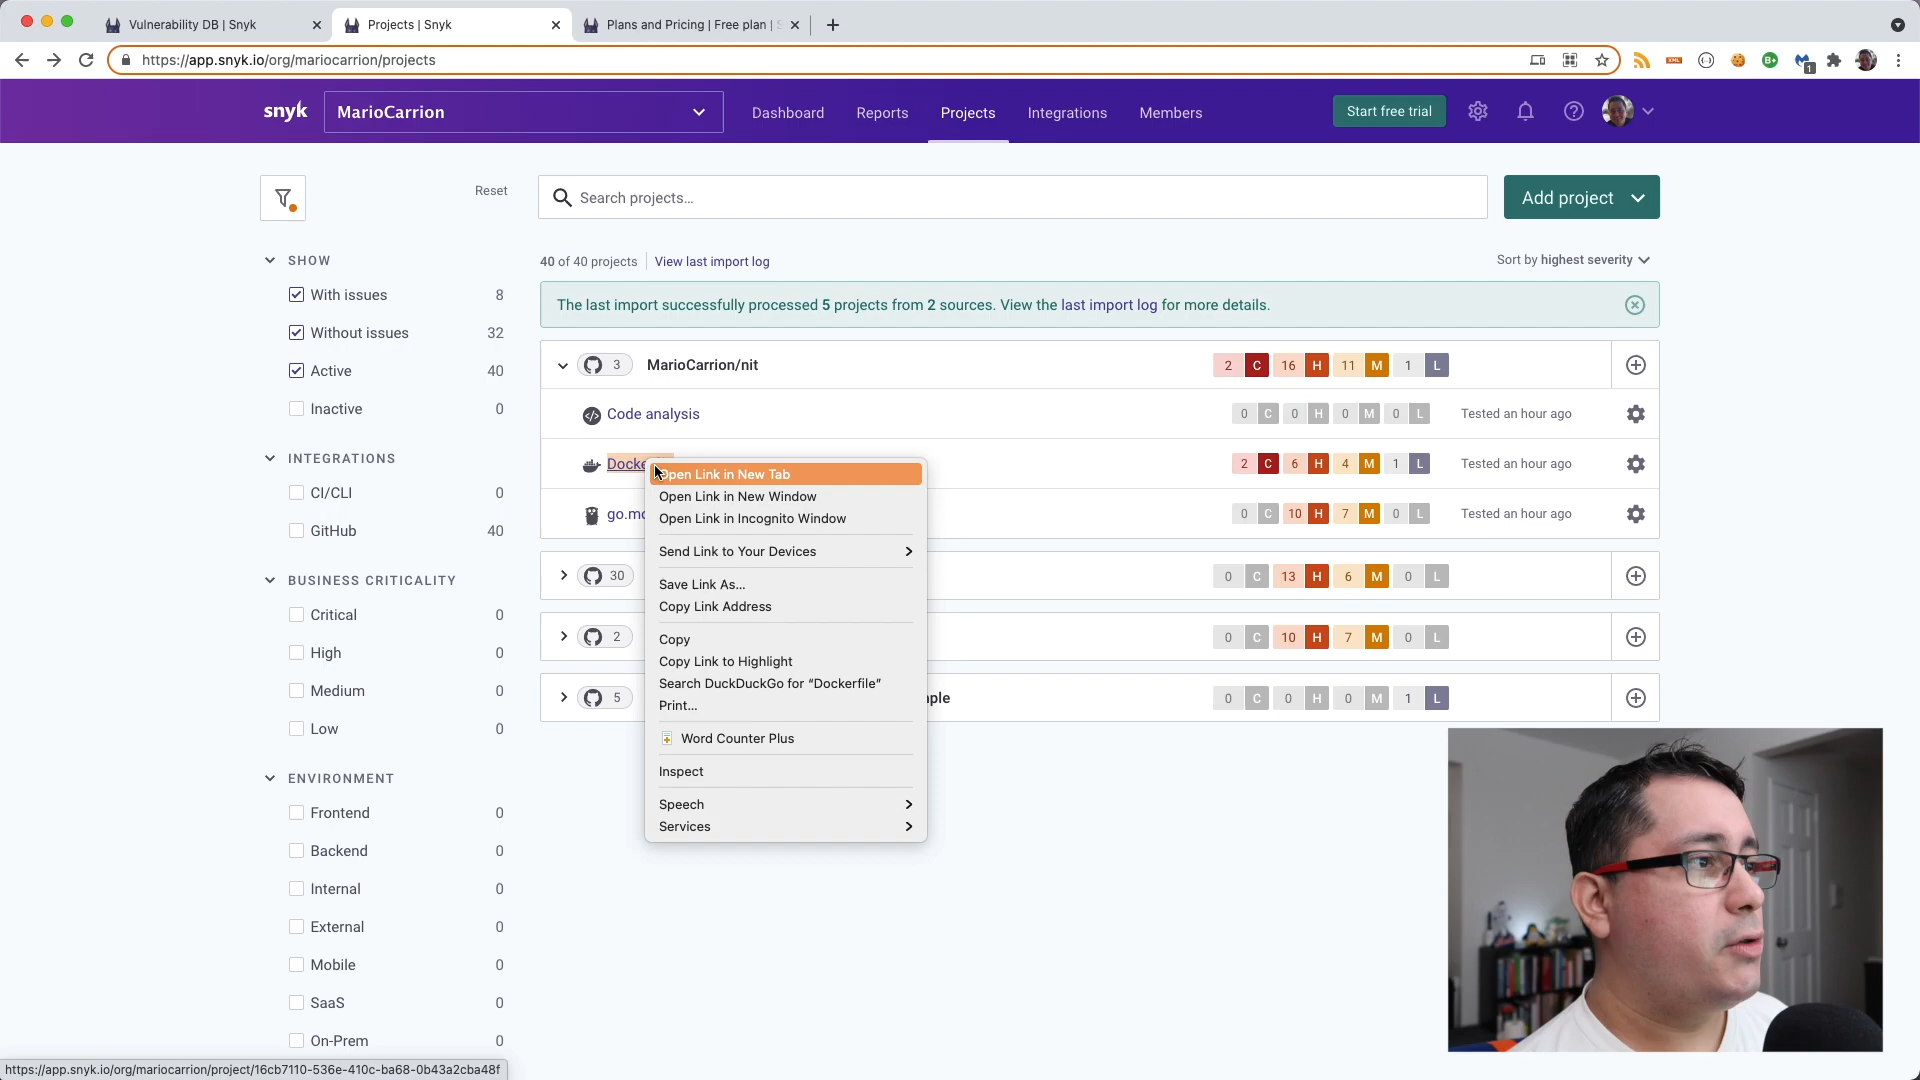 Vulnerability DB | Snyk
Projects | Snyk
Plans and Pricing | Free plan |
https://app.snyk.io/org/mariocarrion/projects
XML
B+
1
snyk
MarioCarrion
Dashboard
Reports
Projects
Integrations
Members
Start free trial
Reset
Search projects...
Add project
SHOW
With issues 8
Without issues 32
Active 40
Inactive 0
INTEGRATIONS
CI/CLI 0
GitHub 40
BUSINESS CRITICALITY
Critical 0
High 0
Medium 0
Low 0
ENVIRONMENT
Frontend 0
Backend 0
Internal 0
External 0
Mobile 0
SaaS 0
On-Prem 0
40 of 40 projects
View last import log
Sort by highest severity
The last import successfully processed 5 projects from 2 sources. View the last import log for more details.
3 MarioCarrion/nit 2 C 16 H 11 M 1 L
Code analysis 0 C 0 H 0 M 0 L Tested an hour ago
Docke 2 C 6 H 4 M 1 L Tested an hour ago
go.mo 0 C 10 H 7 M 0 L Tested an hour ago
30 0 C 13 H 6 M 0 L
2 0 C 10 H 7 M 0 L
5 mple 0 C 0 H 0 M 1 L
Open Link in New Tab
Open Link in New Window
Open Link in Incognito Window
Send Link to Your Devices
Save Link As...
Copy Link Address
Copy
Copy Link to Highlight
Search DuckDuckGo for “Dockerfile”
Print...
Word Counter Plus
Inspect
Speech
Services
https://app.snyk.io/org/mariocarrion/project/16cb7110-536e-410c-ba68-0b43a2cba48f